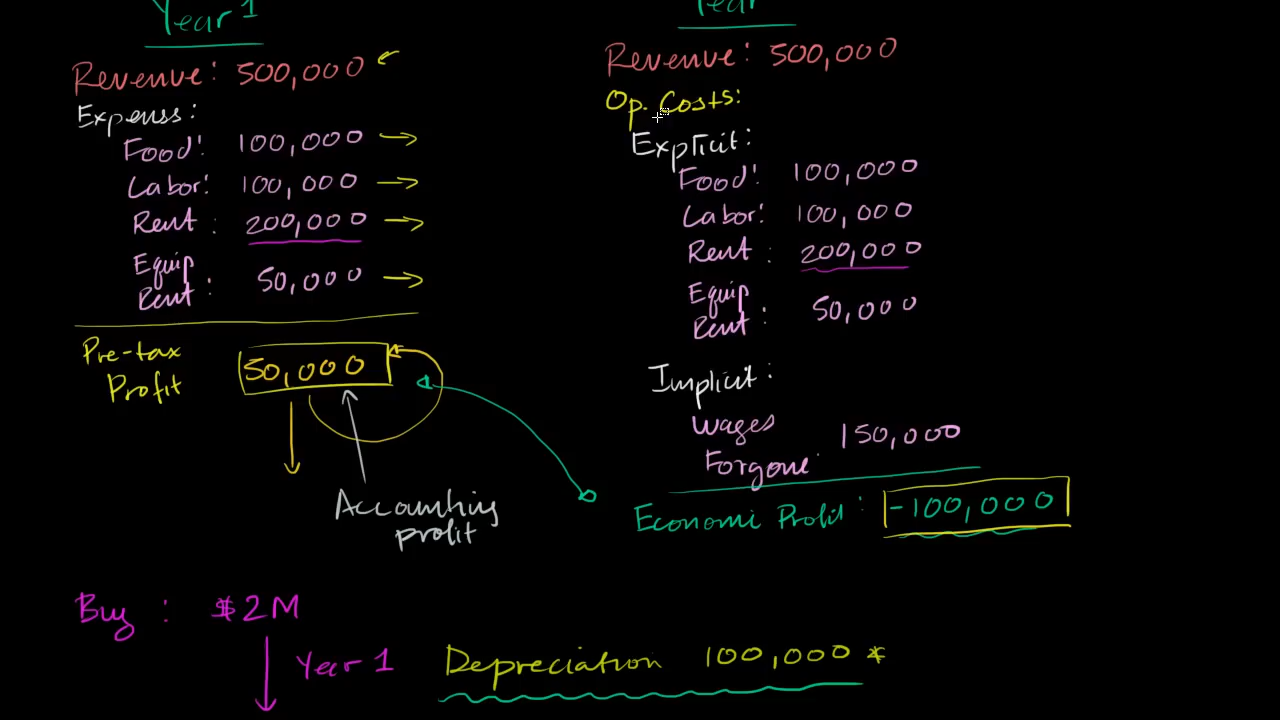 Year 1
Revenue: 500,000
Expenss:
Food: 100,000
Labor: 100,000
Rent: 200,000
Equip
Rent: 50,000
Pre-tax
Profit 50,000
Accounting
profit
Year
Revenue: 500,000
Op. Costs:
Explicit:
Food: 100,000
Labor: 100,000
Rent: 200,000
Equip
Rent: 50,000
Implicit:
Wages
Forgone: 150,000
Economic Profit: -100,000
Buy: $2M
Year 1 Depreciation 100,000 *